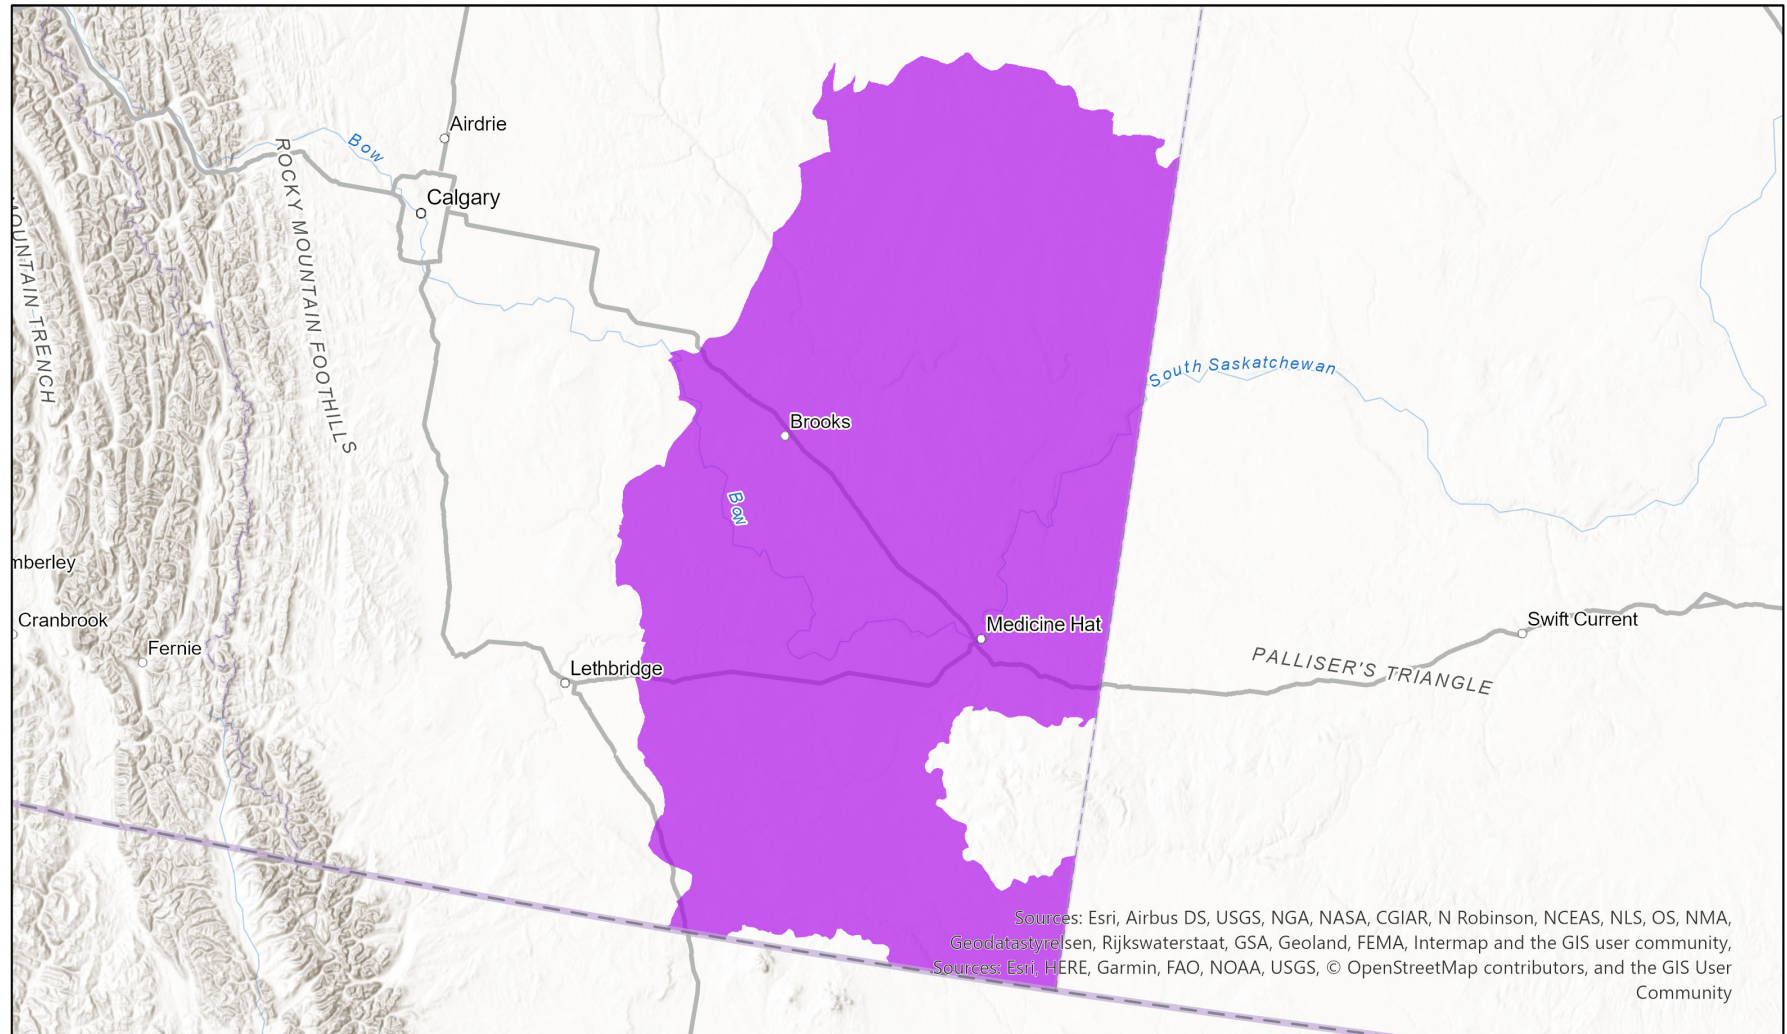 Airdrie
Bow
Calgary
ROCKY MOUNTAIN FOOTHILLS
MOUNTAIN TRENCH
South Saskatchewan
Brooks
Bow
mberley
Cranbrook
Fernie
Medicine Hat
Swift Current
Lethbridge
PALLISER'S TRIANGLE
Sources: Esri, Airbus DS, USGS, NGA, NASA, CGIAR, N Robinson, NCEAS, NLS, OS, NMA,
Geodatastyrelsen, Rijkswaterstaat, GSA, Geoland, FEMA, Intermap and the GIS user community,
Sources: Esri, HERE, Garmin, FAO, NOAA, USGS, © OpenStreetMap contributors, and the GIS User
Community